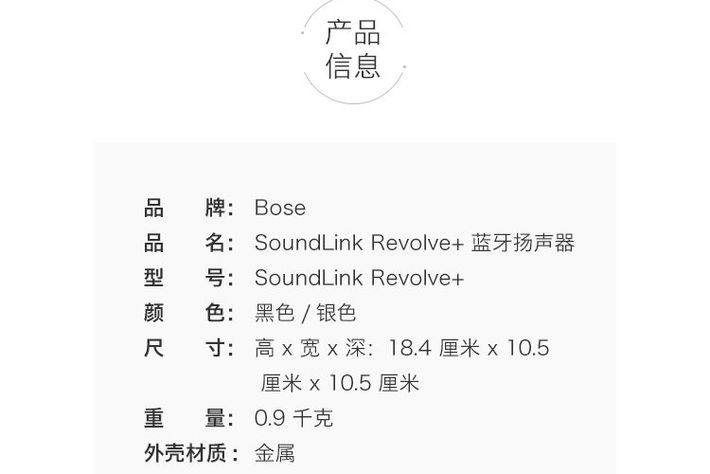 产品
信息
品 牌： Bose
品 名： SoundLink Revolve+ 蓝牙扬声器
型 号： SoundLink Revolve+
颜 色： 黑色 / 银色
尺 寸： 高 x 宽 x 深：18.4 厘米 x 10.5
厘米 x 10.5 厘米
重 量： 0.9 千克
外壳材质： 金属